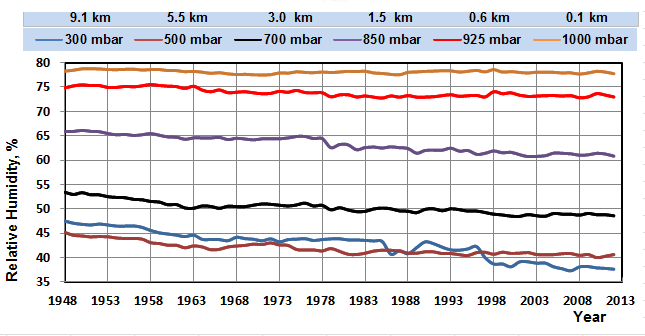 9.1 km 5.5 km 3.0 km 1.5 km 0.6 km 0.1 km
300 mbar 500 mbar 700 mbar 850 mbar 925 mbar 1000 mbar
Relative Humidity, %
80
75
70
65
60
55
50
45
40
35
1948 1953 1958 1963 1968 1973 1978 1983 1988 1993 1998 2003 2008 2013
Year